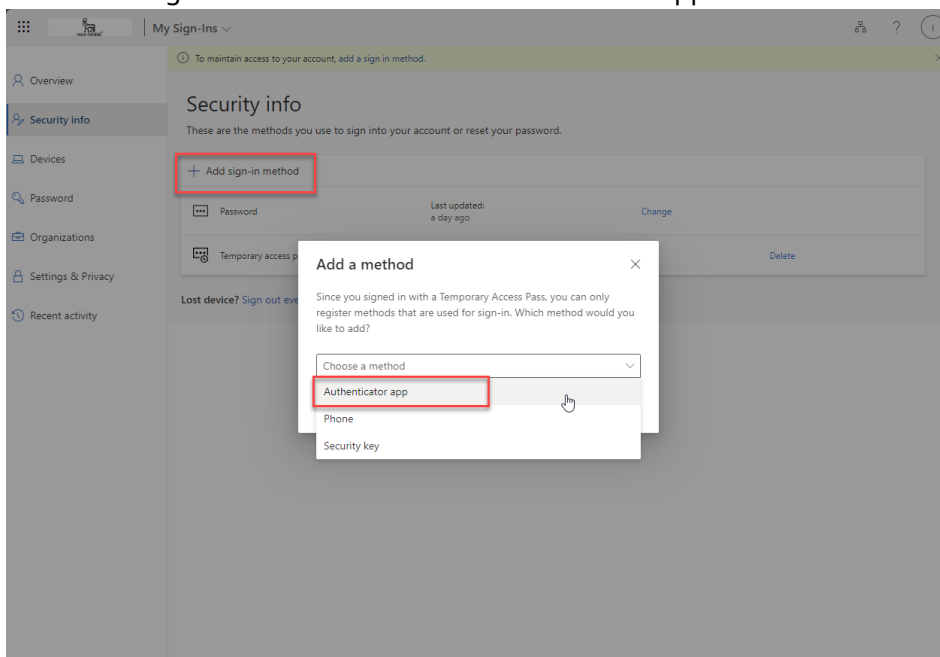 My Sign-Ins
?
To maintain access to your account, add a sign in method.
Overview
Security info
Devices
Password
Organizations
Settings & Privacy
Recent activity
Security info
These are the methods you use to sign into your account or reset your password.
+ Add sign-in method
Password
Last updated:
a day ago
Change
Temporary access p
Delete
Lost device? Sign out eve
Add a method
Since you signed in with a Temporary Access Pass, you can only
register methods that are used for sign-in. Which method would you
like to add?
Choose a method
Authenticator app
Phone
Security key